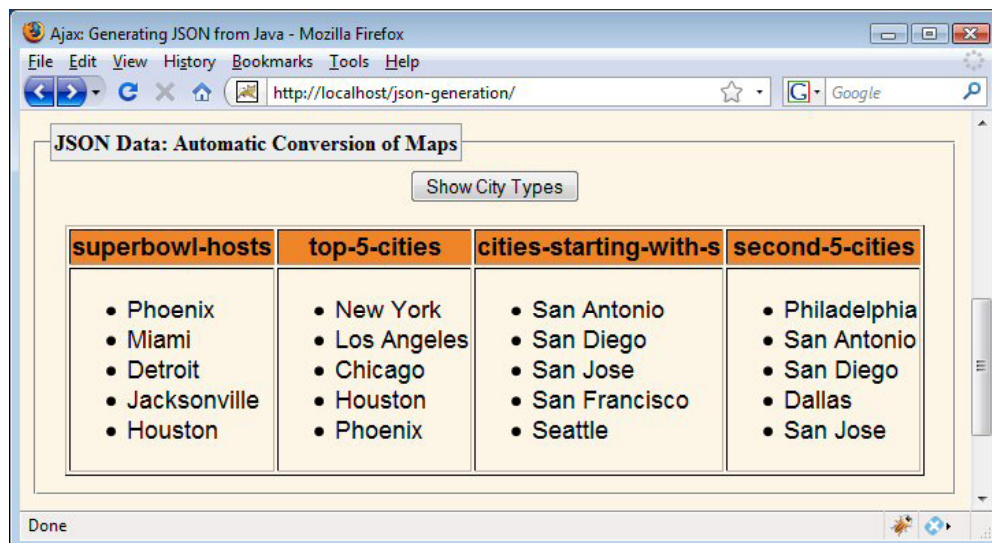 Ajax: Generating JSON from Java - Mozilla Firefox
File Edit View History Bookmarks Tools Help
http://localhost/json-generation/ G Google
JSON Data: Automatic Conversion of Maps
Show City Types
superbowl-hosts top-5-cities cities-starting-with-s second-5-cities
• Phoenix • New York • San Antonio • Philadelphia
• Miami • Los Angeles • San Diego • San Antonio
• Detroit • Chicago • San Jose • San Diego
• Jacksonville • Houston • San Francisco • Dallas
• Houston • Phoenix • Seattle • San Jose
Done